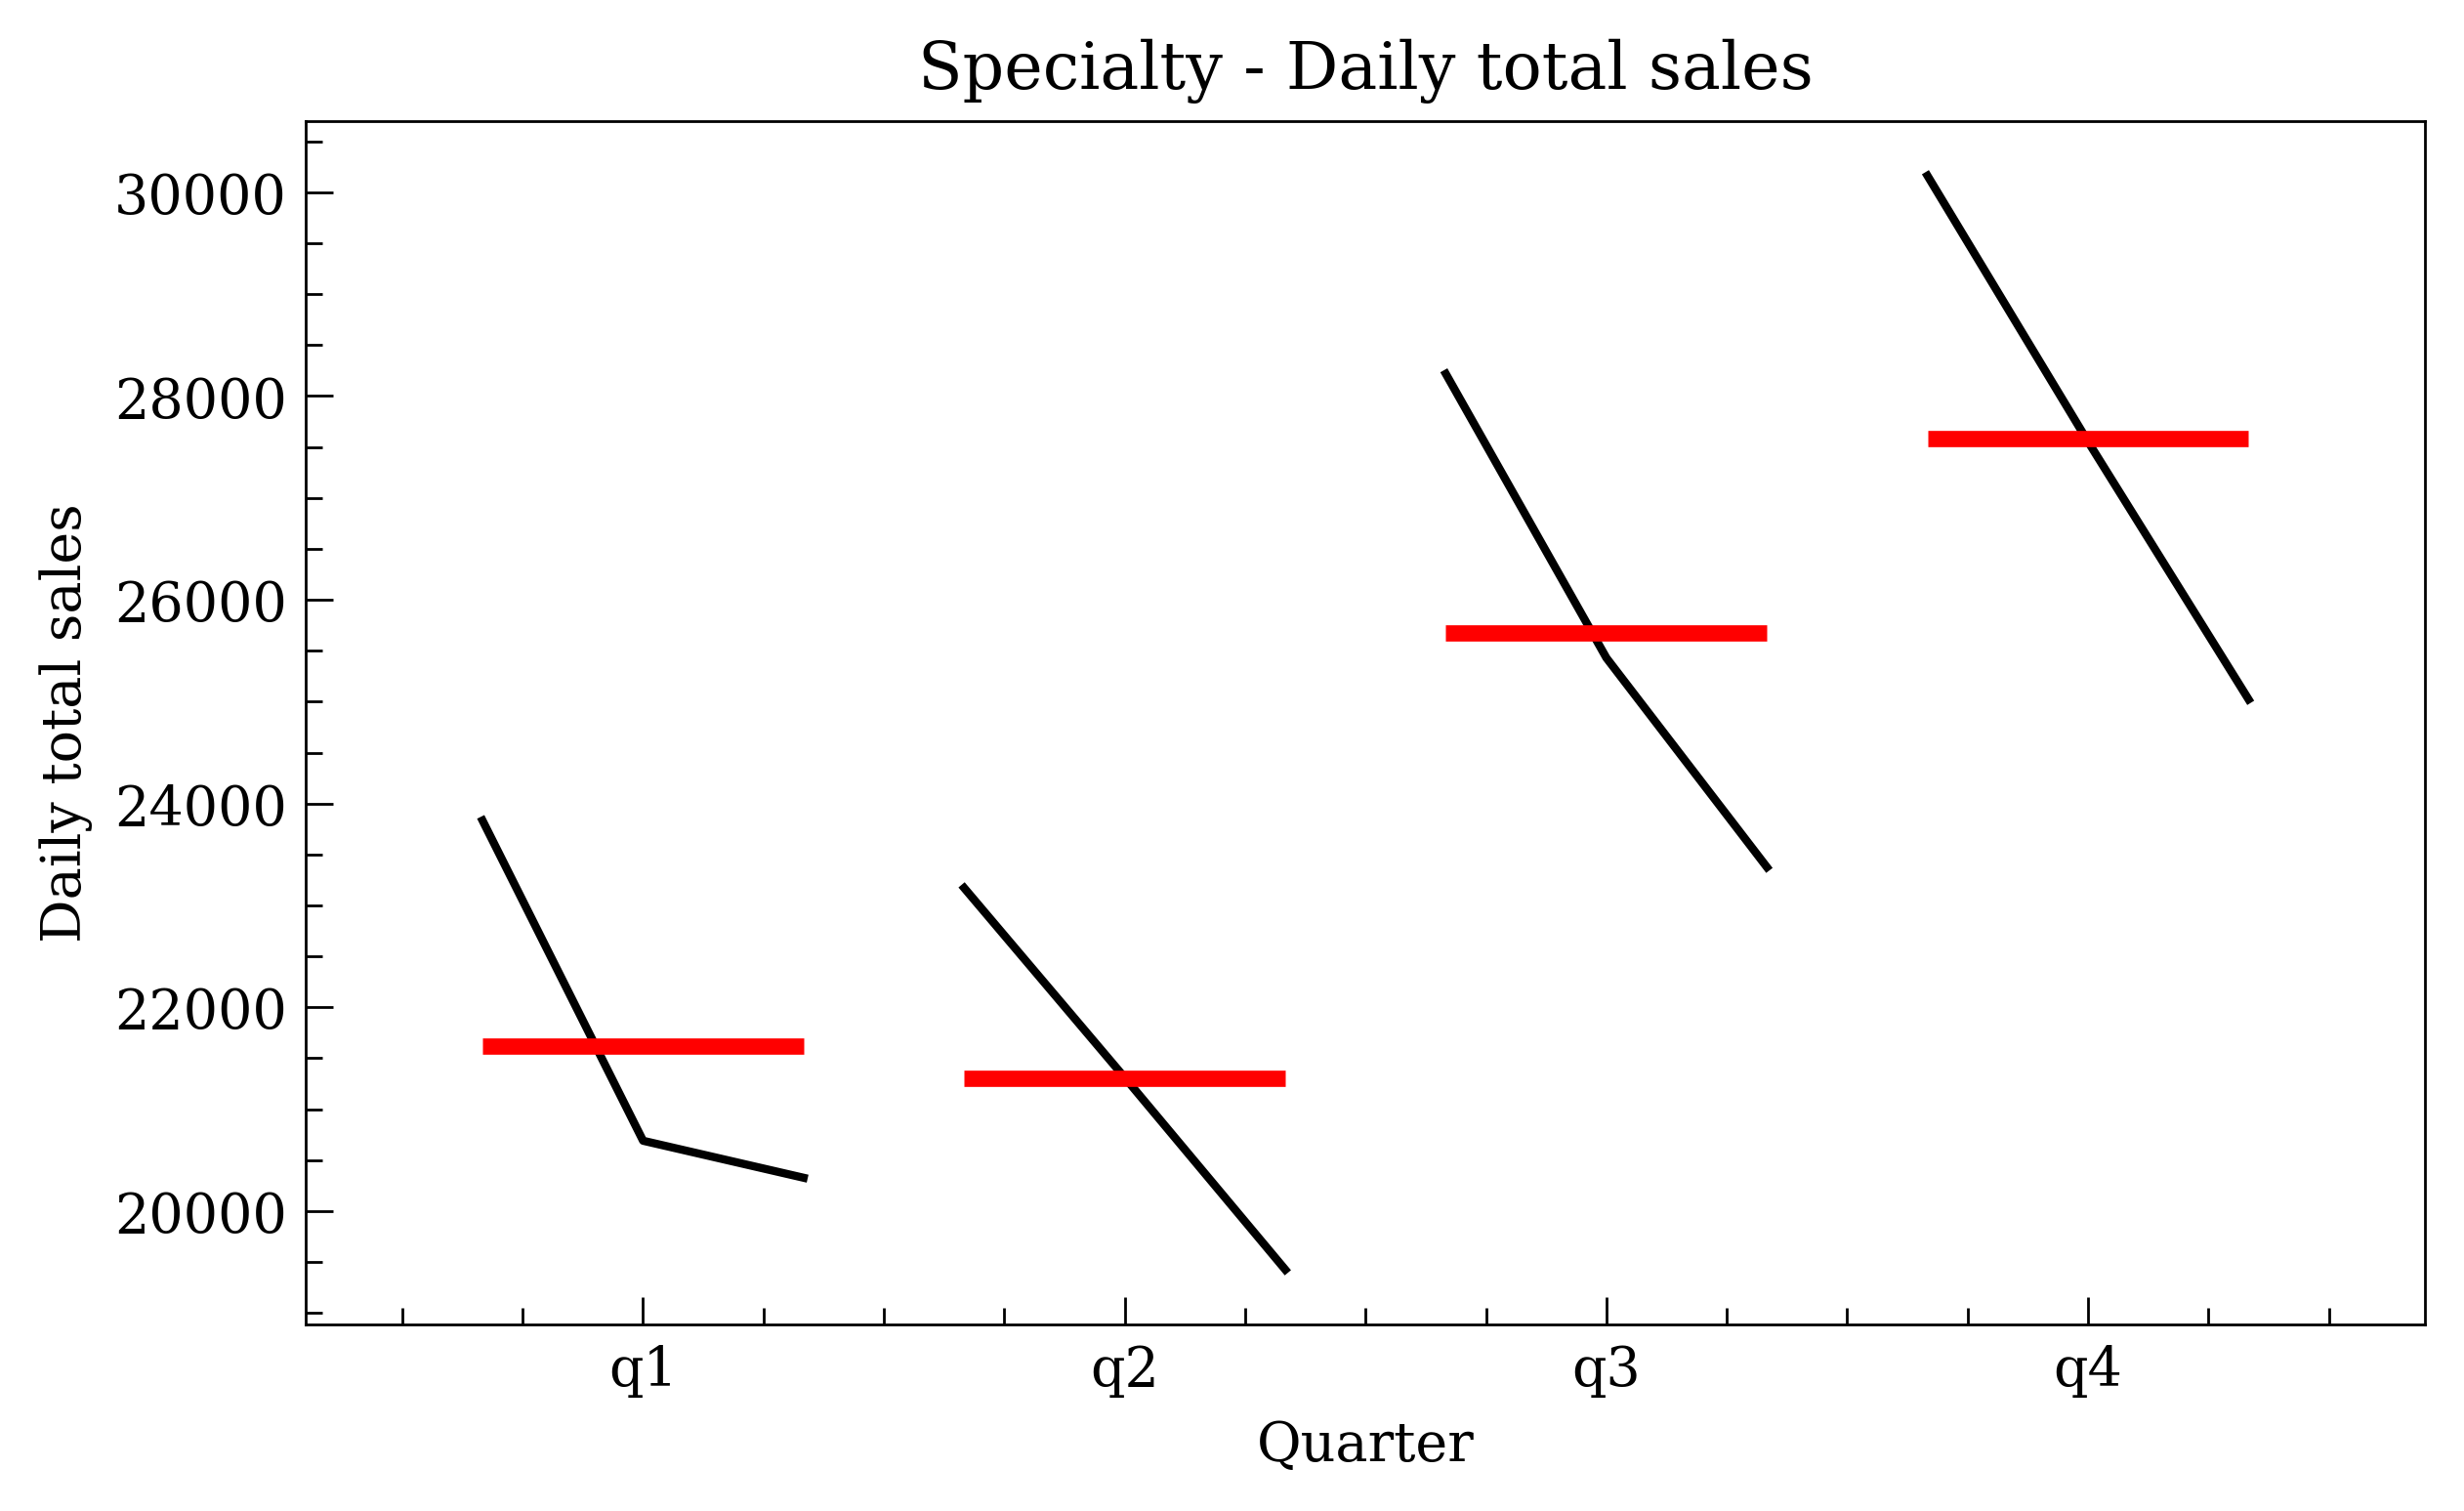 Specialty - Daily total sales
Daily total sales
30000
28000
26000
24000
22000
20000
q1 q2 q3 q4
Quarter